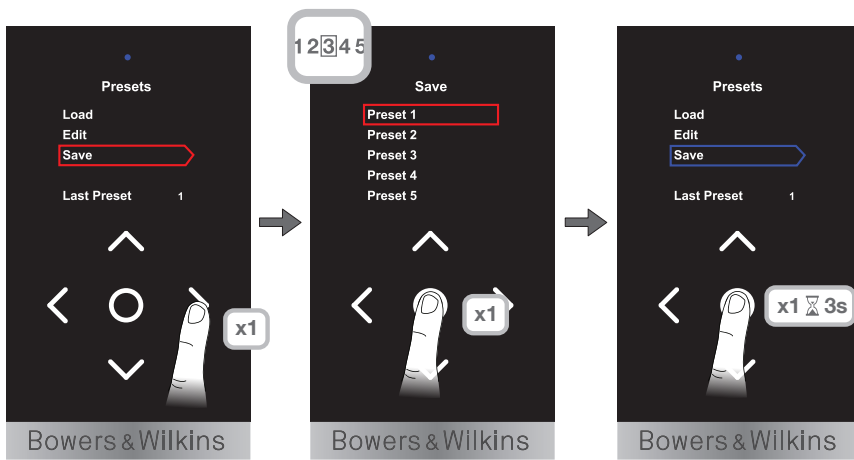 Presets
Load
Edit
Save
Last Preset 1
x1
Bowers & Wilkins
1 2 3 4 5
Save
Preset 1
Preset 2
Preset 3
Preset 4
Preset 5
x1
Bowers & Wilkins
Presets
Load
Edit
Save
Last Preset 1
x1 3s
Bowers & Wilkins